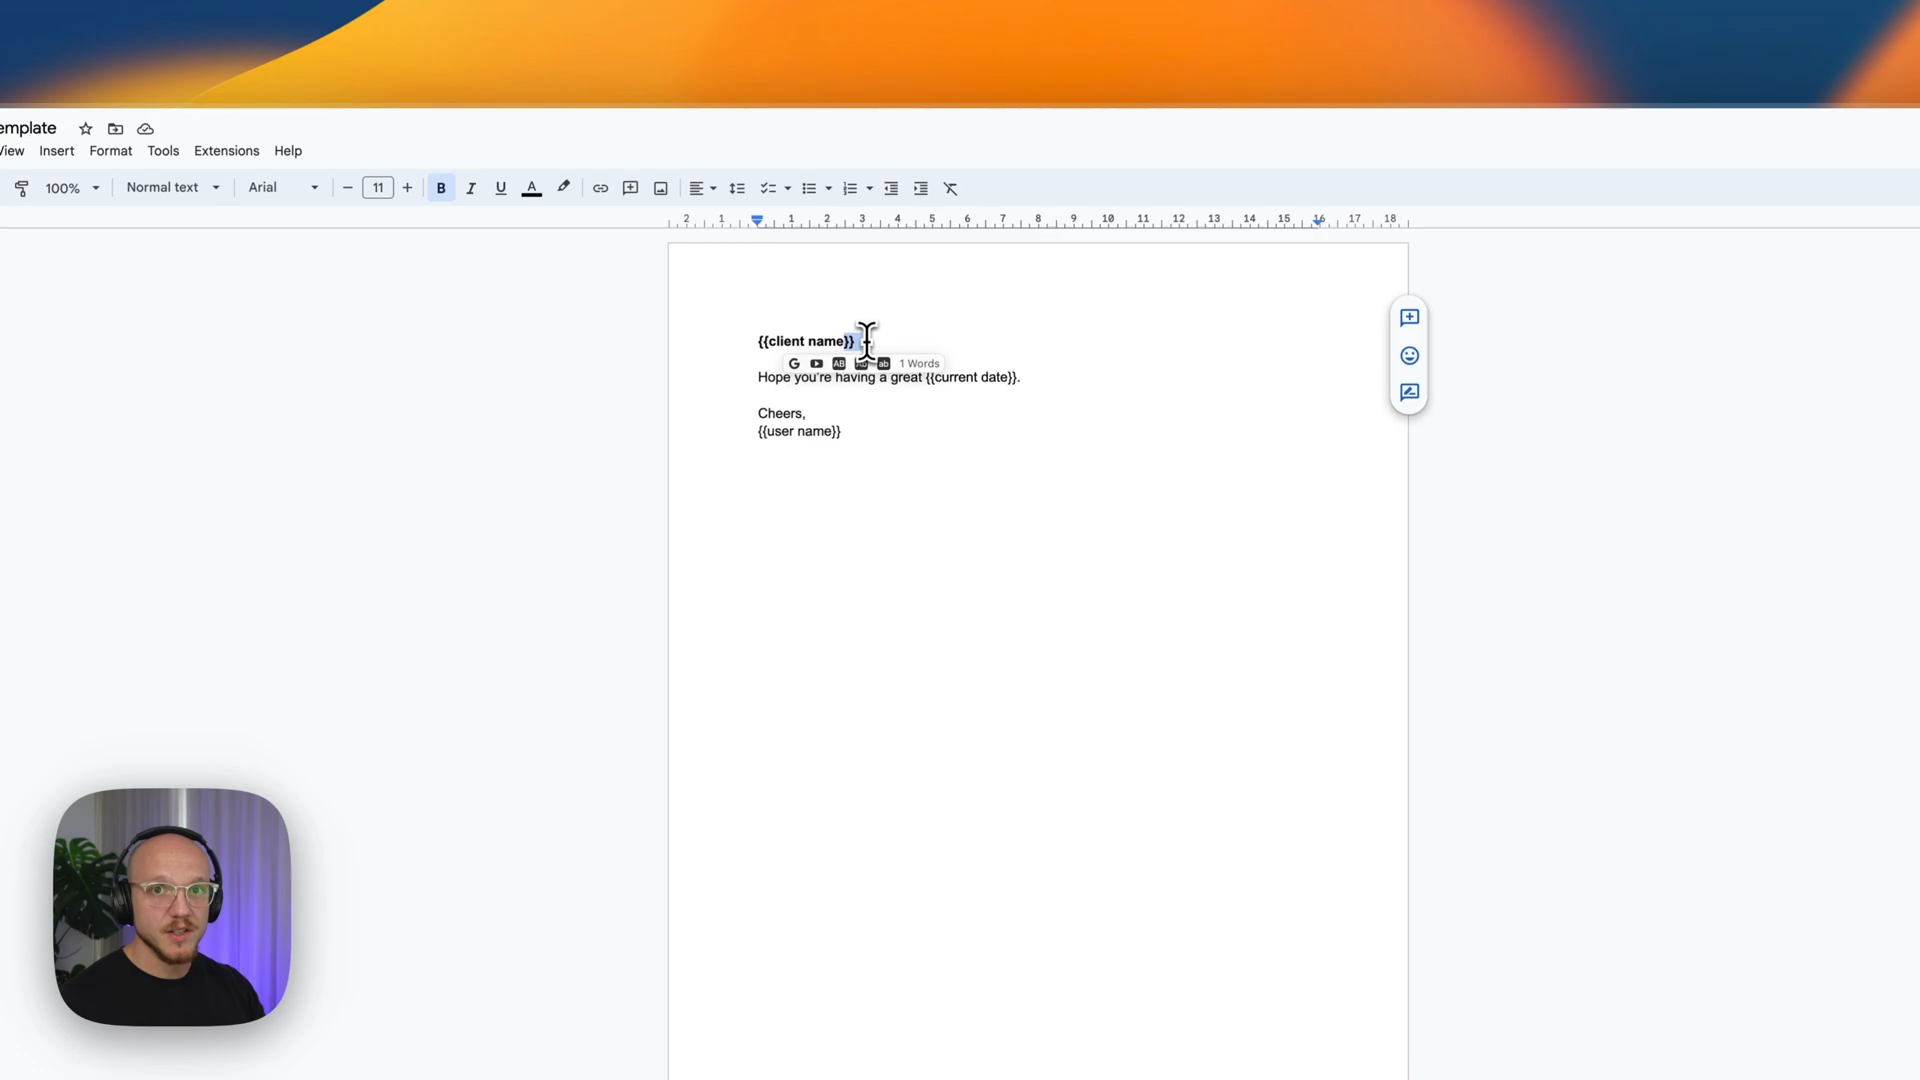 emplate
View Insert Format Tools Extensions Help
100% Normal text Arial 11 B I U A
2 1 1 2 3 4 5 6 7 8 9 10 11 12 13 14 15 16 17 18
{{client name}}
G AB ab 1 Words
Hope you're having a great {{current date}}.
Cheers,
{{user name}}